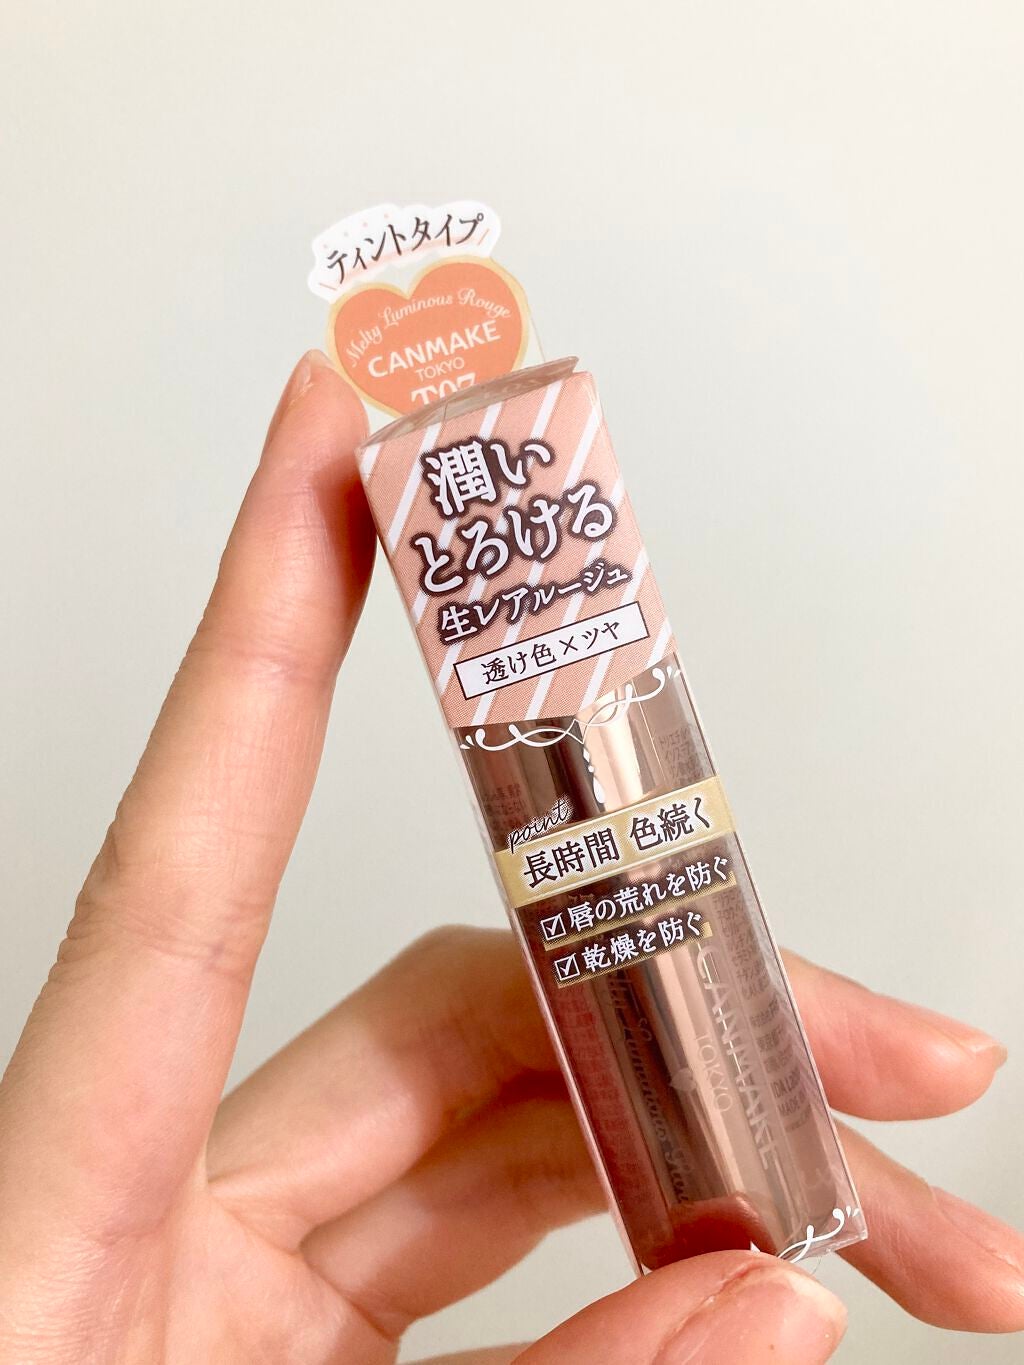 ティントタイプ
Melty Luminous Rouge
CANMAKE
TOKYO
T07
潤い
とろける
生レアルージュ
透け色×ツヤ
point
長時間 色続く
唇の荒れを防ぐ
乾燥を防ぐ
CANMAKE
TOKYO
Luminous Rouge